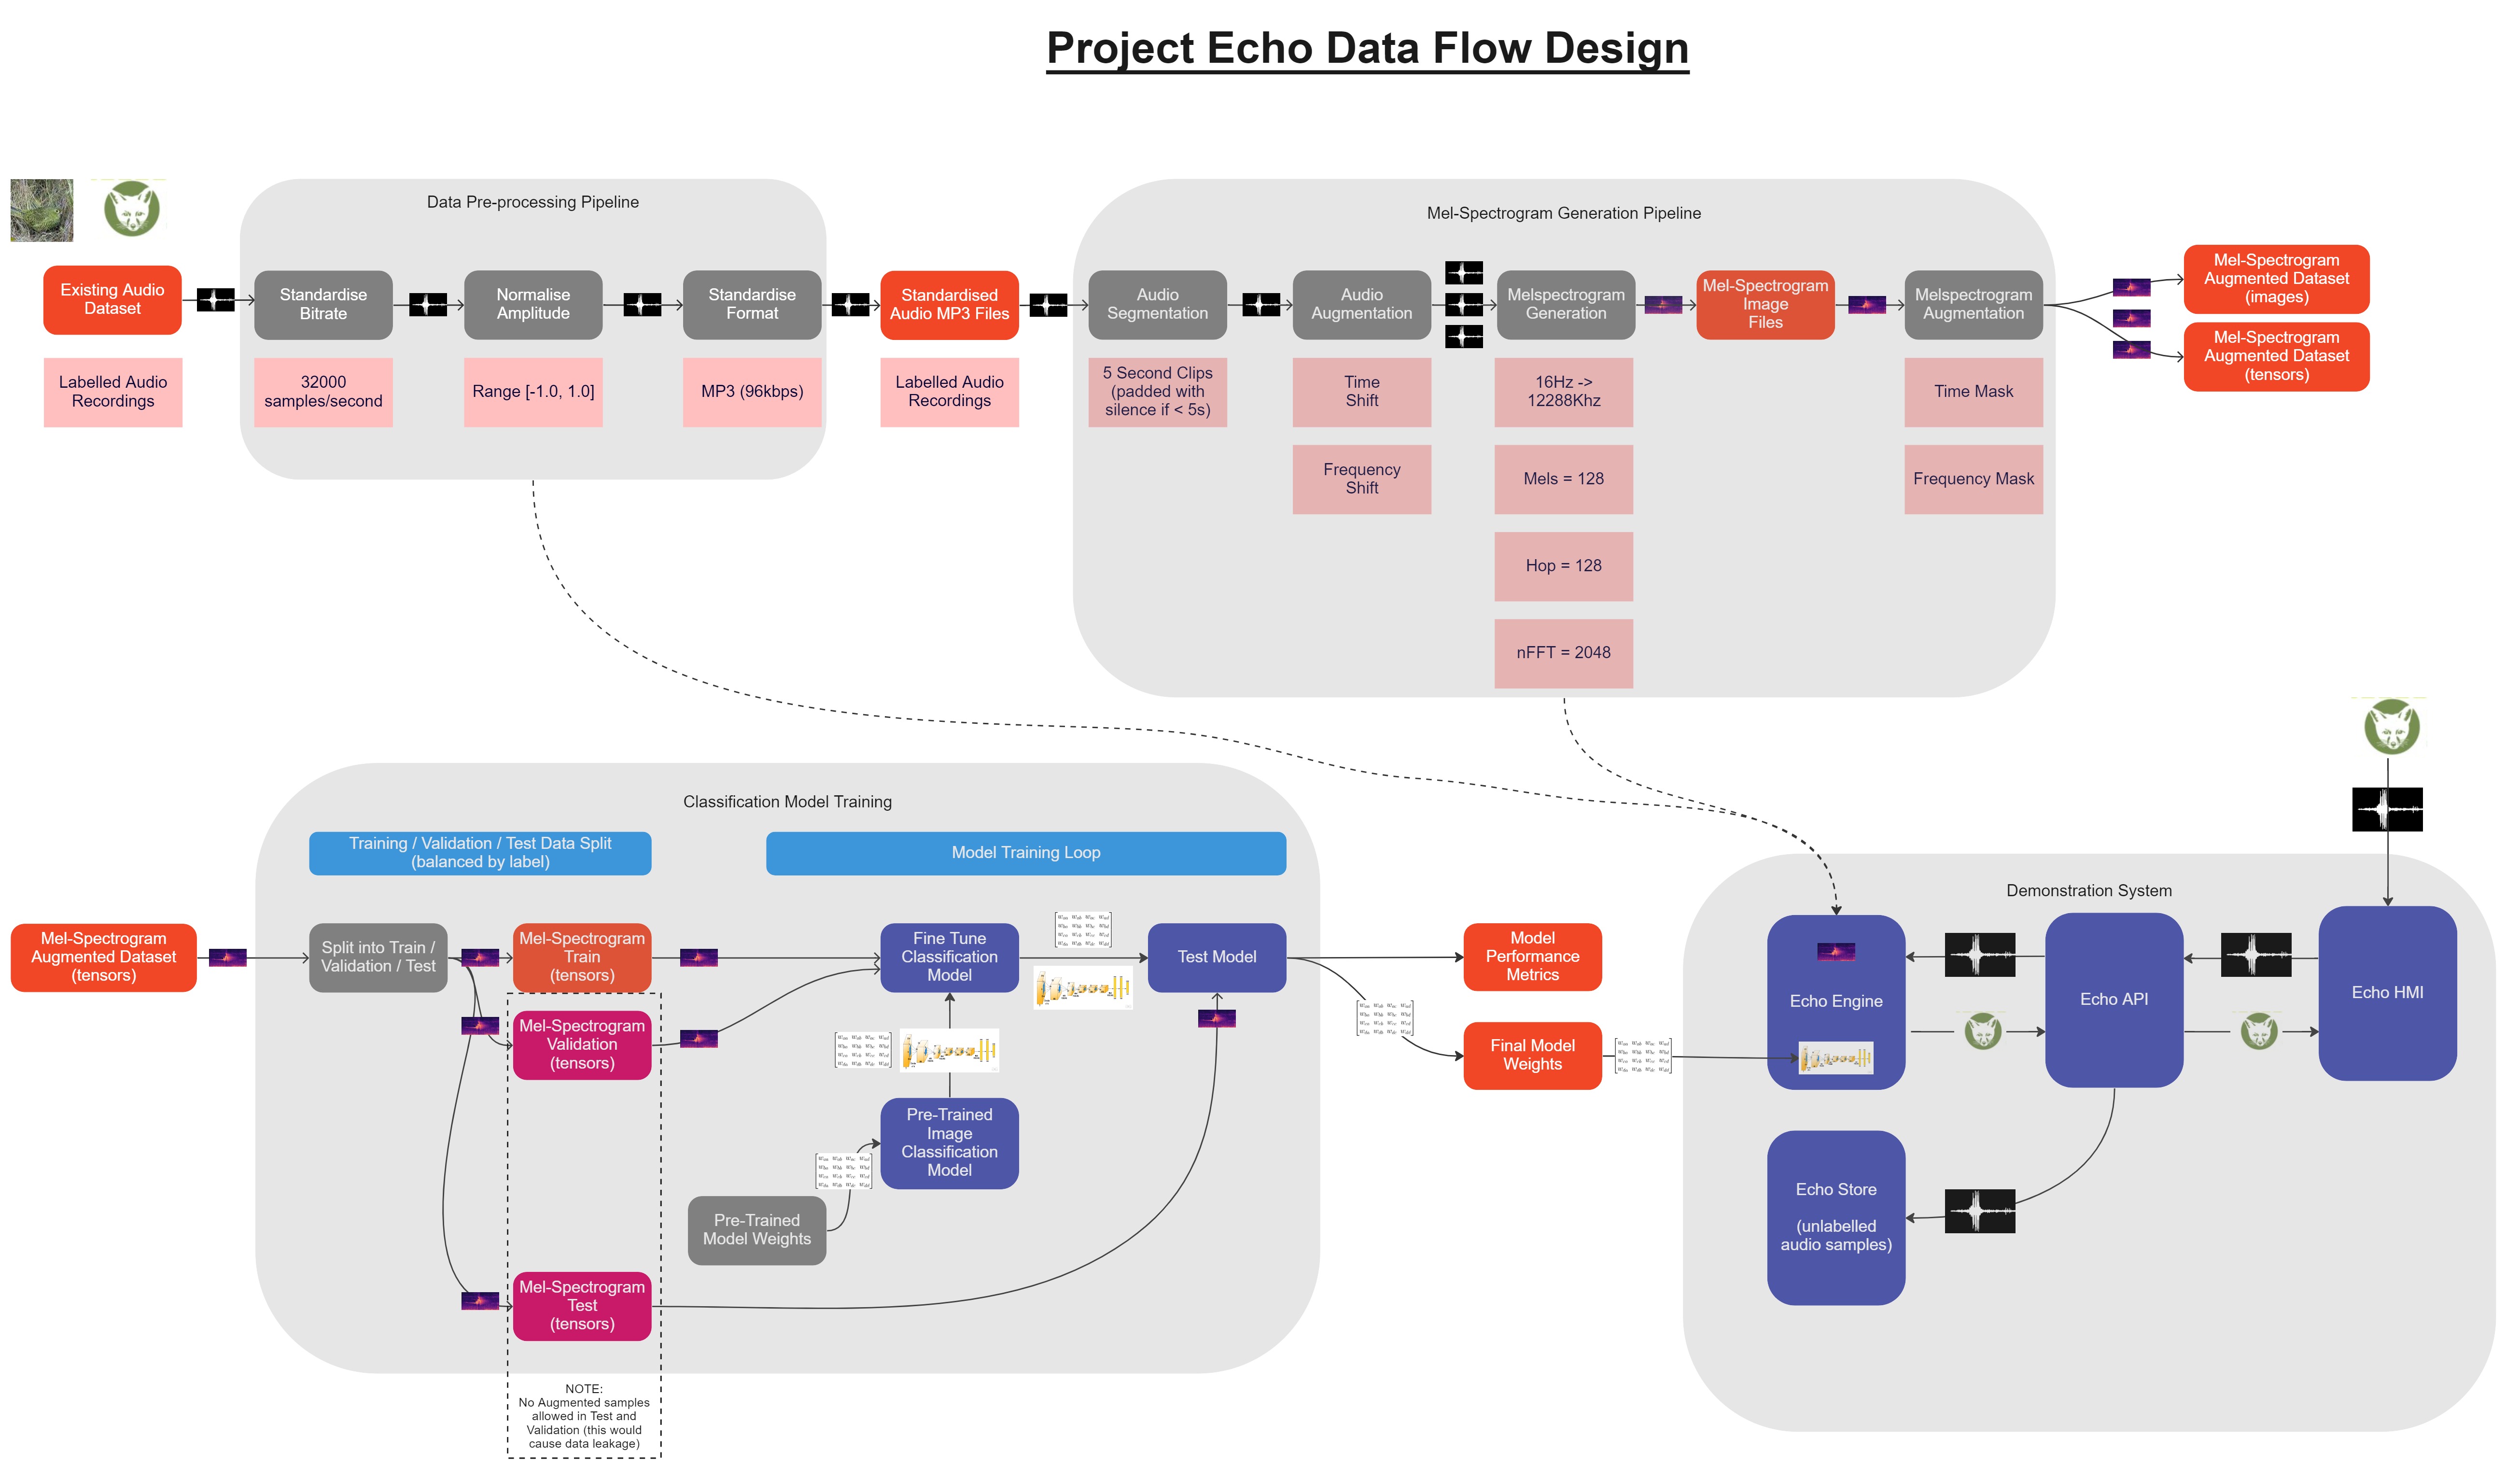 Project Echo Data Flow Design
Data Pre-processing Pipeline
Mel-Spectrogram Generation Pipeline
Existing Audio
Dataset
Standardise
Bitrate
Normalise
Amplitude
Standardise
Format
Standardised
Audio MP3 Files
Audio
Segmentation
Audio
Augmentation
Melspectrogram
Generation
Mel-Spectrogram
Image
Files
Melspectrogram
Augmentation
Mel-Spectrogram
Augmented Dataset
(images)
Mel-Spectrogram
Augmented Dataset
(tensors)
Labelled Audio
Recordings
32000
samples/second
Range [-1.0, 1.0]
MP3 (96kbps)
Labelled Audio
Recordings
5 Second Clips
(padded with
silence if < 5s)
Time
Shift
16Hz ->
12288Khz
Time Mask
Frequency
Shift
Mels = 128
Frequency Mask
Hop = 128
nFFT = 2048
Classification Model Training
Training / Validation / Test Data Split
(balanced by label)
Model Training Loop
Mel-Spectrogram
Augmented Dataset
(tensors)
Split into Train /
Validation / Test
Mel-Spectrogram
Train
(tensors)
Fine Tune
Classification
Model
Test Model
Model
Performance
Metrics
Mel-Spectrogram
Validation
(tensors)
Final Model
Weights
Pre-Trained
Image
Classification
Model
Pre-Trained
Model Weights
Mel-Spectrogram
Test
(tensors)
NOTE:
No Augmented samples
allowed in Test and
Validation (this would
cause data leakage)
Demonstration System
Echo Engine
Echo API
Echo HMI
Echo Store
(unlabelled
audio samples)